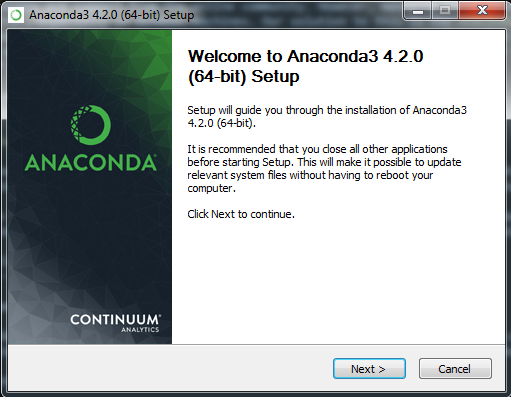 Anaconda3 4.2.0 (64-bit) Setup
Welcome to Anaconda3 4.2.0
(64-bit) Setup
Setup will guide you through the installation of Anaconda3
4.2.0 (64-bit).
It is recommended that you close all other applications
before starting Setup. This will make it possible to update
relevant system files without having to reboot your
computer.
Click Next to continue.
ANACONDA
CONTINUUM®
ANALYTICS
Next >
Cancel